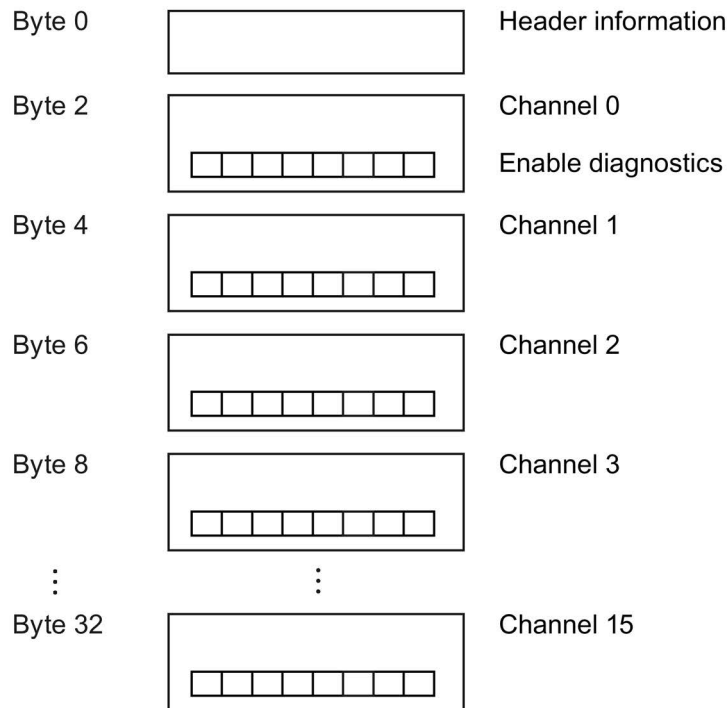 Byte 0 Header information
Byte 2 Channel 0
Enable diagnostics
Byte 4 Channel 1
Byte 6 Channel 2
Byte 8 Channel 3
⋮ ⋮
Byte 32 Channel 15